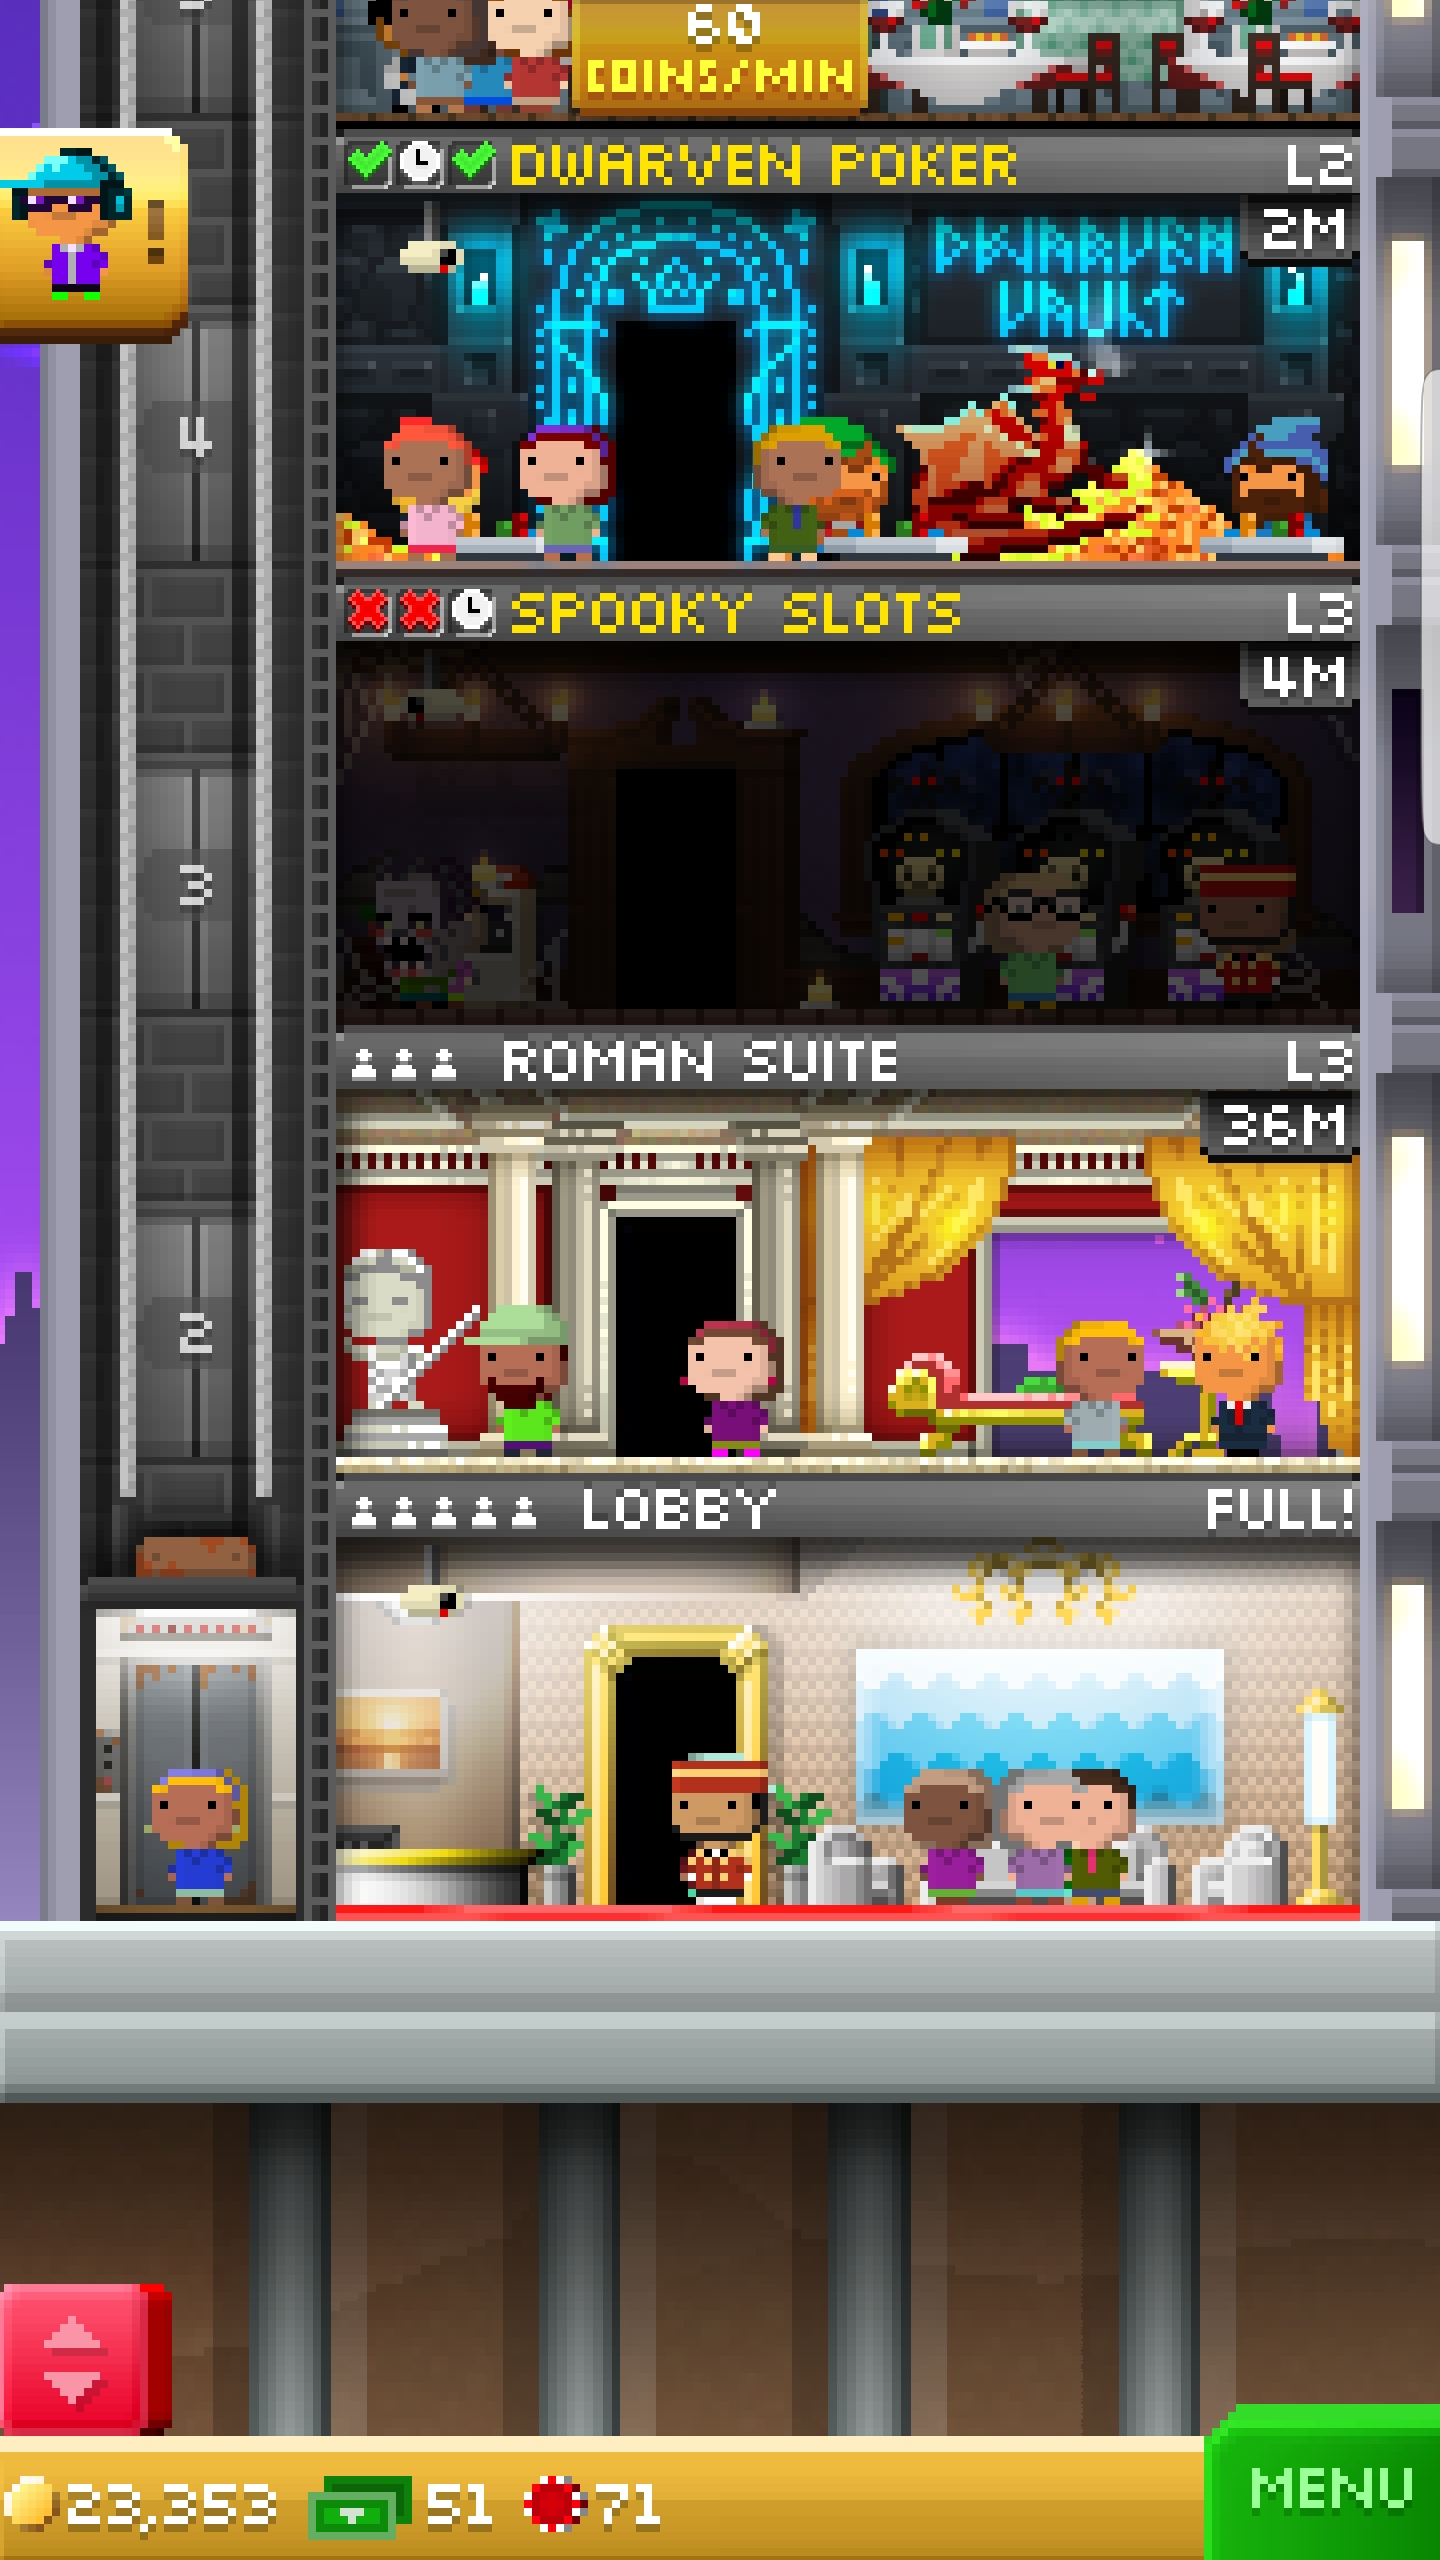 60
COINS/MIN
DWARVEN POKER L2
2M
DWARVEN
VAULT
!
4
SPOOKY SLOTS L3
4M
3
ROMAN SUITE L3
36M
2
LOBBY FULL!
23,353 51 71
MENU